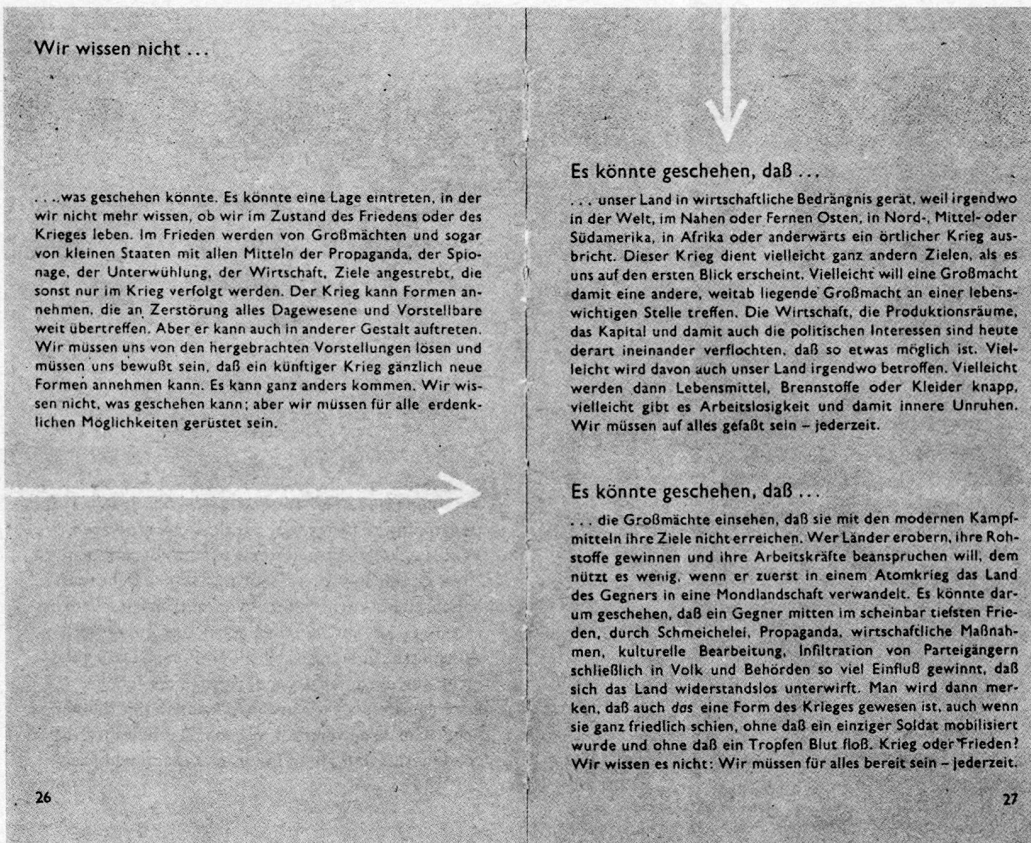 Wir wissen nicht ...
. . . was geschehen könnte. Es könnte eine Lage eintreten, in der
wir nicht mehr wissen, ob wir im Zustand des Friedens oder des
Krieges leben. Im Frieden werden von Großmächten und sogar
von kleinen Staaten mit allen Mitteln der Propaganda, der Spio-
nage, der Unterwühlung, der Wirtschaft, Ziele angestrebt, die
sonst nur im Krieg verfolgt werden. Der Krieg kann Formen an-
nehmen, die an Zerstörung alles Dagewesene und Vorstellbare
weit übertreffen. Aber er kann auch in anderer Gestalt auftreten.
Wir müssen uns von den hergebrachten Vorstellungen lösen und
müssen uns bewußt sein, daß ein künftiger Krieg gänzlich neue
Formen annehmen kann. Es kann ganz anders kommen. Wir wis-
sen nicht, was geschehen kann; aber wir müssen für alle erdenk-
lichen Möglichkeiten gerüstet sein.
26
Es könnte geschehen, daß ...
. . . unser Land in wirtschaftliche Bedrängnis gerät, weil irgendwo
in der Welt, im Nahen oder Fernen Osten, in Nord-, Mittel- oder
Südamerika, in Afrika oder anderwärts ein örtlicher Krieg aus-
bricht. Dieser Krieg dient vielleicht ganz andern Zielen, als es
uns auf den ersten Blick erscheint. Vielleicht will eine Großmacht
damit eine andere, weitab liegende Großmacht an einer lebens-
wichtigen Stelle treffen. Die Wirtschaft, die Produktionsräume,
das Kapital und damit auch die politischen Interessen sind heute
derart ineinander verflochten, daß so etwas möglich ist. Viel-
leicht wird davon auch unser Land irgendwo betroffen. Vielleicht
werden dann Lebensmittel, Brennstoffe oder Kleider knapp,
vielleicht gibt es Arbeitslosigkeit und damit innere Unruhen.
Wir müssen auf alles gefaßt sein – jederzeit.
Es könnte geschehen, daß ...
. . . die Großmächte einsehen, daß sie mit den modernen Kampf-
mitteln ihre Ziele nicht erreichen. Wer Länder erobern, ihre Roh-
stoffe gewinnen und ihre Arbeitskräfte beanspruchen will, dem
nützt es wenig, wenn er zuerst in einem Atomkrieg das Land
des Gegners in eine Mondlandschaft verwandelt. Es könnte dar-
um geschehen, daß ein Gegner mitten im scheinbar tiefsten Frie-
den, durch Schmeichelei, Propaganda, wirtschaftliche Maßnah-
men, kulturelle Bearbeitung, Infiltration von Parteigängern
schließlich in Volk und Behörden so viel Einfluß gewinnt, daß
sich das Land widerstandslos unterwirft. Man wird dann mer-
ken, daß auch das eine Form des Krieges gewesen ist, auch wenn
sie ganz friedlich schien, ohne daß ein einziger Soldat mobilisiert
wurde und ohne daß ein Tropfen Blut floß. Krieg oder Frieden?
Wir wissen es nicht: Wir müssen für alles bereit sein – jederzeit.
27